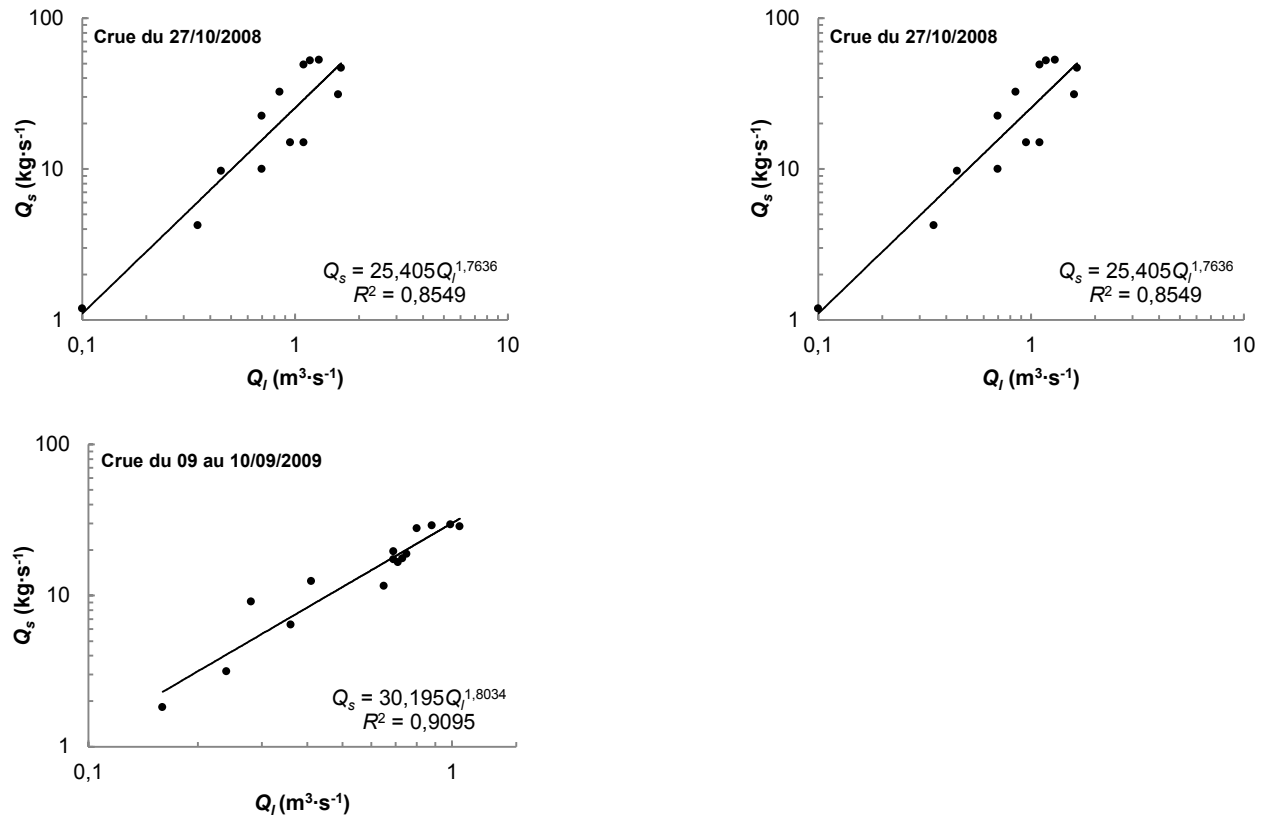 100
Crue du 27/10/2008
10
1
Qs (kg·s-1)
Qs = 25,405Ql1,7636
R2 = 0,8549
0,1
1
10
Ql (m3·s-1)
100
Crue du 27/10/2008
10
1
Qs (kg·s-1)
Qs = 25,405Ql1,7636
R2 = 0,8549
0,1
1
10
Ql (m3·s-1)
100
Crue du 09 au 10/09/2009
10
1
Qs (kg·s-1)
Qs = 30,195Ql1,8034
R2 = 0,9095
0,1
1
Ql (m3·s-1)